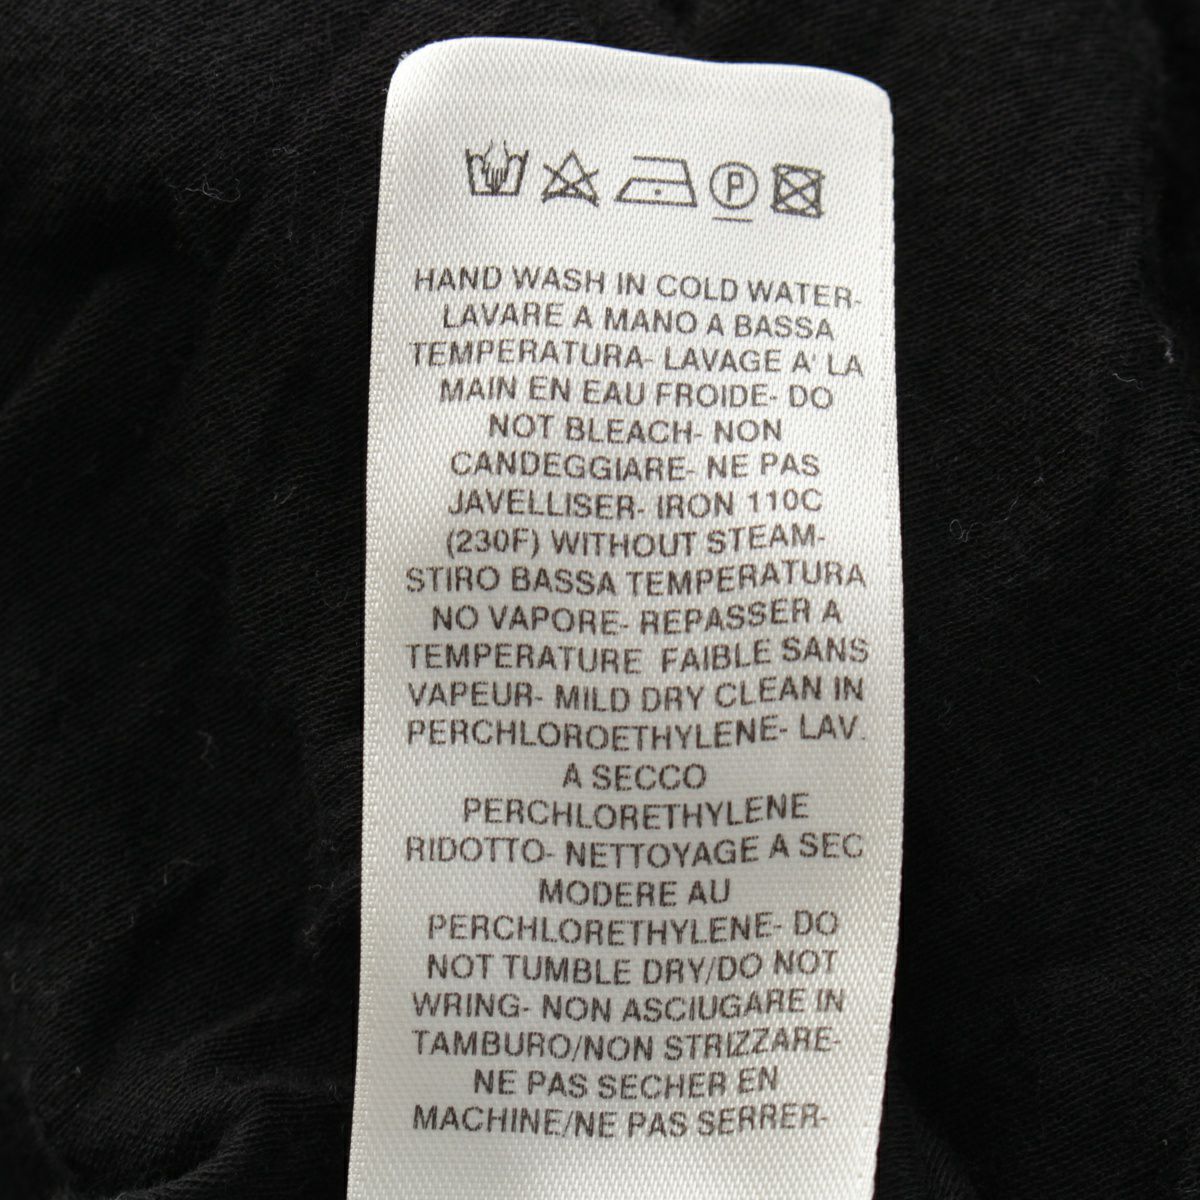 P
HAND WASH IN COLD WATER-
LAVARE A MANO A BASSA
TEMPERATURA- LAVAGE A' LA
MAIN EN EAU FROIDE- DO
NOT BLEACH- NON
CANDEGGIARE- NE PAS
JAVELLISER- IRON 110C
(230F) WITHOUT STEAM-
STIRO BASSA TEMPERATURA
NO VAPORE- REPASSER A
TEMPERATURE FAIBLE SANS
VAPEUR- MILD DRY CLEAN IN
PERCHLOROETHYLENE- LAV.
A SECCO
PERCHLORETHYLENE
RIDOTTO- NETTOYAGE A SEC
MODERE AU
PERCHLORETHYLENE- DO
NOT TUMBLE DRY/DO NOT
WRING- NON ASCIUGARE IN
TAMBURO/NON STRIZZARE-
NE PAS SECHER EN
MACHINE/NE PAS SERRER-